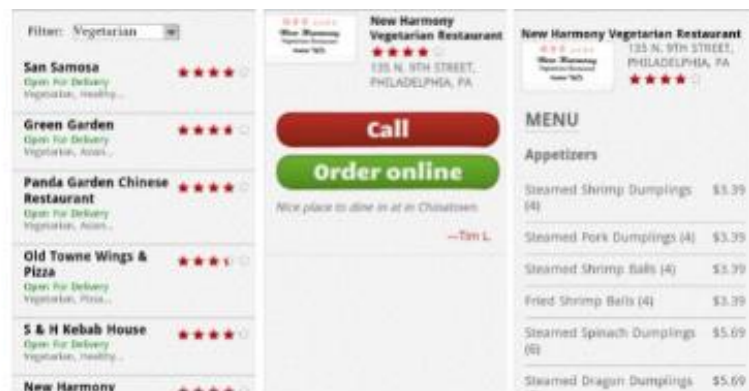 Filter: Vegetarian
San Samosa
Open For Delivery
Vegetarian, Healthy...
Green Garden
Open For Delivery
Vegetarian, Asian...
Panda Garden Chinese
Restaurant
Open For Delivery
Vegetarian, Asian...
Old Towne Wings &
Pizza
Open For Delivery
Vegetarian, Pizza...
S & H Kebab House
Open For Delivery
Vegetarian, Healthy...
New Harmony
New Harmony
New Harmony
Vegetarian Restaurant
135 N. 9TH STREET,
PHILADELPHIA, PA
Call
Order online
Nice place to dine in at in Chinatown.
—Tim L.
New Harmony Vegetarian Restaurant
New Harmony
135 N. 9TH STREET,
PHILADELPHIA, PA
MENU
Appetizers
Steamed Shrimp Dumplings (4) $3.39
Steamed Pork Dumplings (4) $3.39
Steamed Shrimp Balls (4) $3.39
Fried Shrimp Balls (4) $3.39
Steamed Spinach Dumplings (6) $5.69
Steamed Dragon Dumplings $5.69